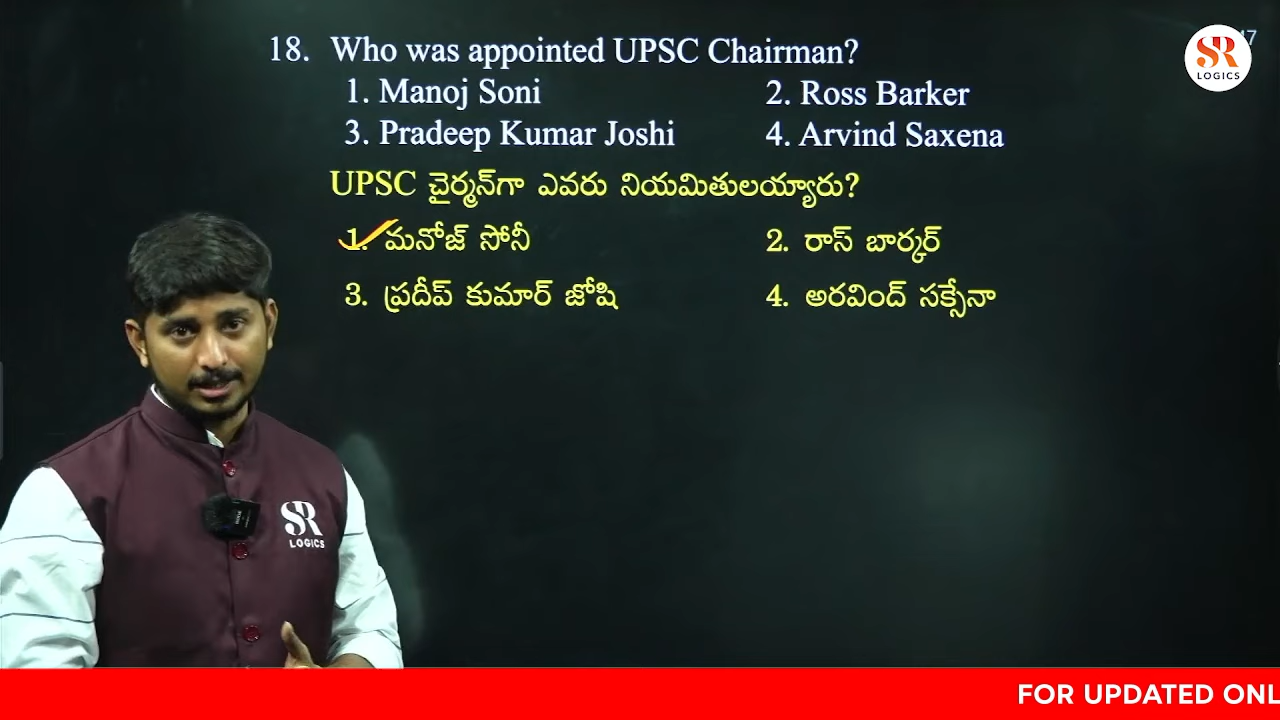 18. Who was appointed UPSC Chairman?
1. Manoj Soni 2. Ross Barker
3. Pradeep Kumar Joshi 4. Arvind Saxena
UPSC చైర్మన్‌గా ఎవరు నియమితులయ్యారు?
1. మనోజ్ సోనీ 2. రాస్ బార్కర్
3. ప్రదీప్ కుమార్ జోషి 4. అరవింద్ సక్సేనా
SR
LOGICS
SR
LOGICS
FOR UPDATED ONL